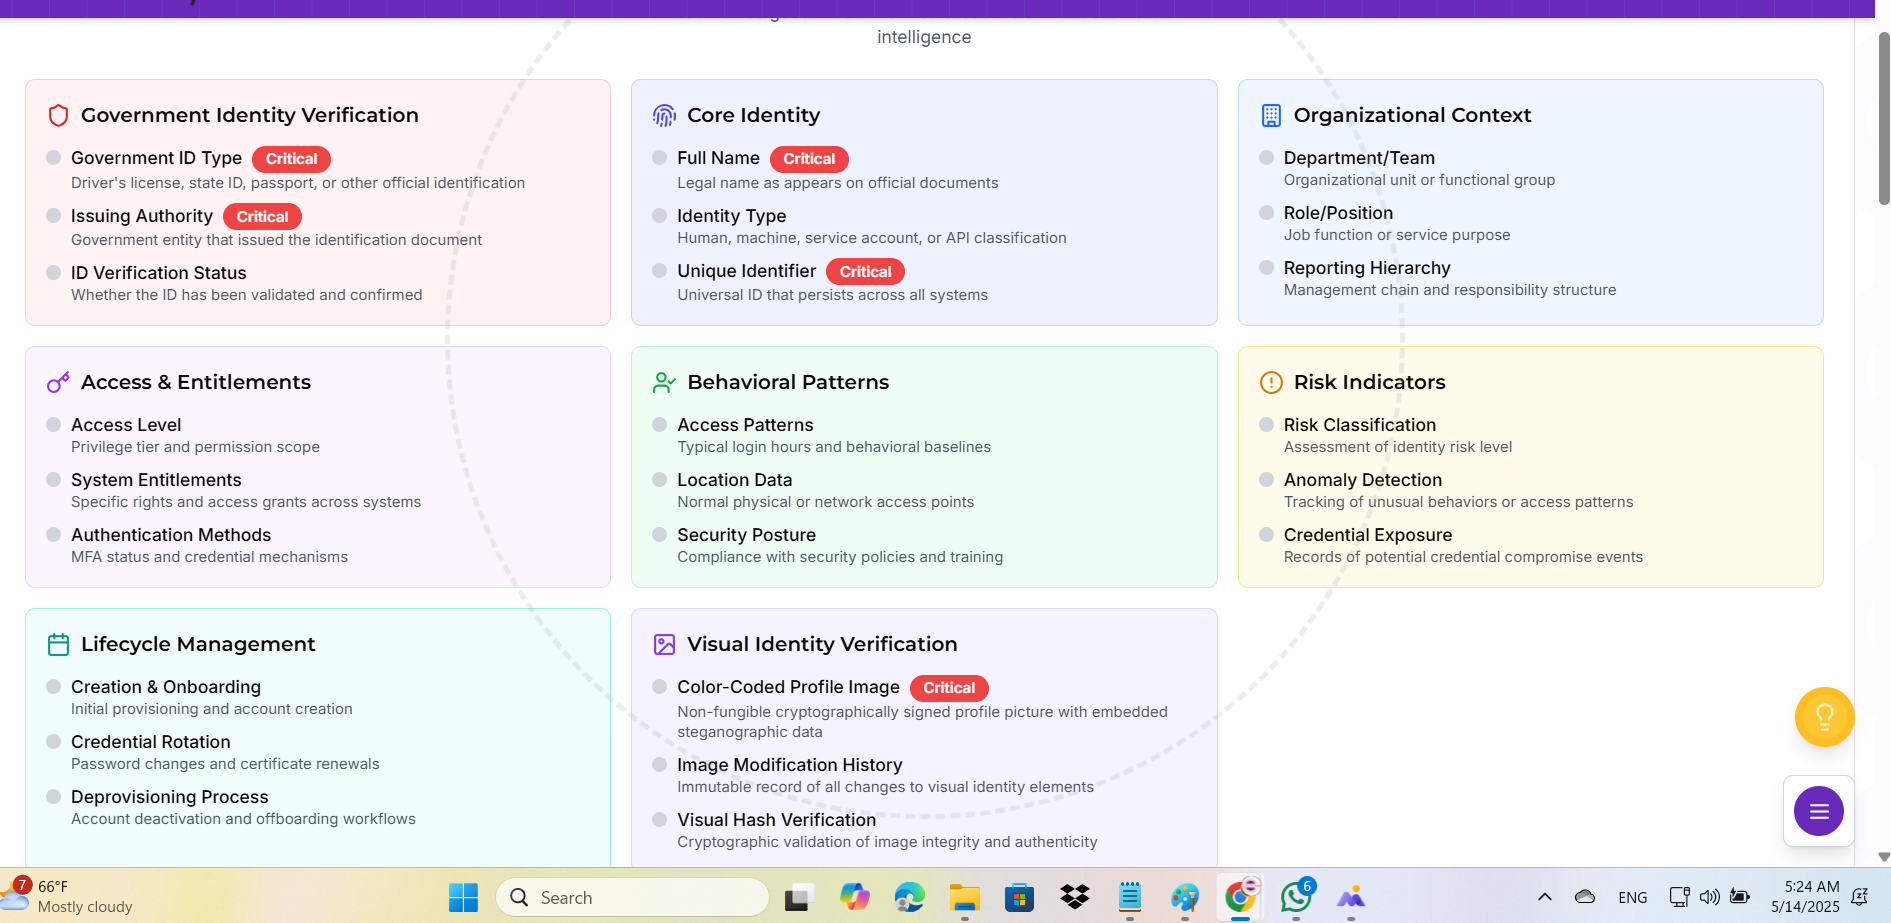 intelligence
Government Identity Verification
Government ID Type Critical
Driver's license, state ID, passport, or other official identification
Issuing Authority Critical
Government entity that issued the identification document
ID Verification Status
Whether the ID has been validated and confirmed
Core Identity
Full Name Critical
Legal name as appears on official documents
Identity Type
Human, machine, service account, or API classification
Unique Identifier Critical
Universal ID that persists across all systems
Organizational Context
Department/Team
Organizational unit or functional group
Role/Position
Job function or service purpose
Reporting Hierarchy
Management chain and responsibility structure
Access & Entitlements
Access Level
Privilege tier and permission scope
System Entitlements
Specific rights and access grants across systems
Authentication Methods
MFA status and credential mechanisms
Behavioral Patterns
Access Patterns
Typical login hours and behavioral baselines
Location Data
Normal physical or network access points
Security Posture
Compliance with security policies and training
Risk Indicators
Risk Classification
Assessment of identity risk level
Anomaly Detection
Tracking of unusual behaviors or access patterns
Credential Exposure
Records of potential credential compromise events
Lifecycle Management
Creation & Onboarding
Initial provisioning and account creation
Credential Rotation
Password changes and certificate renewals
Deprovisioning Process
Account deactivation and offboarding workflows
Visual Identity Verification
Color-Coded Profile Image Critical
Non-fungible cryptographically signed profile picture with embedded
steganographic data
Image Modification History
Immutable record of all changes to visual identity elements
Visual Hash Verification
Cryptographic validation of image integrity and authenticity
7
66°F
Mostly cloudy
Search
6
ENG
5:24 AM
5/14/2025